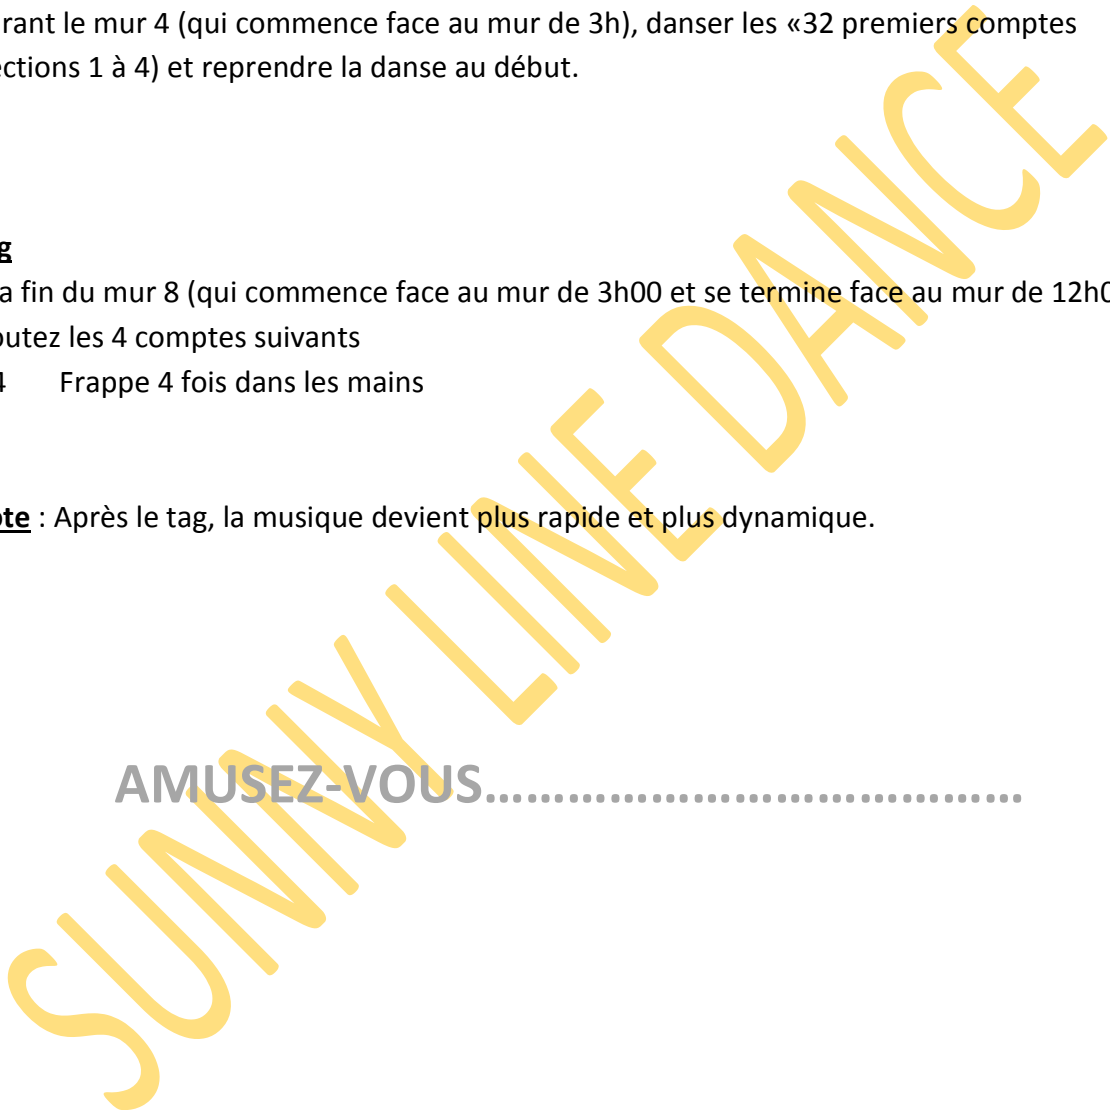 rant le mur 4 (qui commence face au mur de 3h), danser les «32 premiers comptes
ctions 1 à 4) et reprendre la danse au début.
g
a fin du mur 8 (qui commence face au mur de 3h00 et se termine face au mur de 12h0
outez les 4 comptes suivants
4 Frappe 4 fois dans les mains
te : Après le tag, la musique devient plus rapide et plus dynamique.
AMUSEZ-VOUS……………………………………
SUNNY LINE DANCE